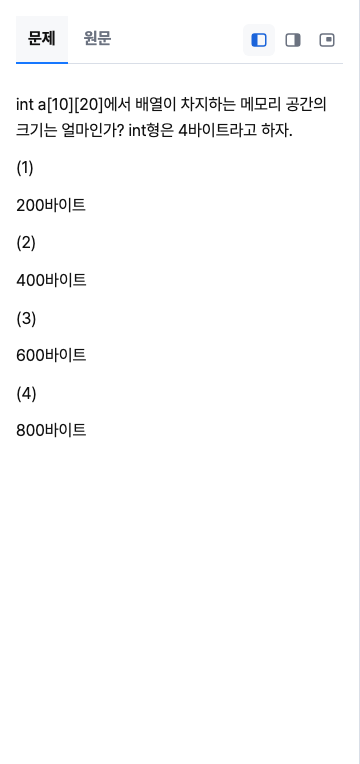 문제 원문
int a[10][20]에서 배열이 차지하는 메모리 공간의
크기는 얼마인가? int형은 4바이트라고 하자.
(1)
200바이트
(2)
400바이트
(3)
600바이트
(4)
800바이트